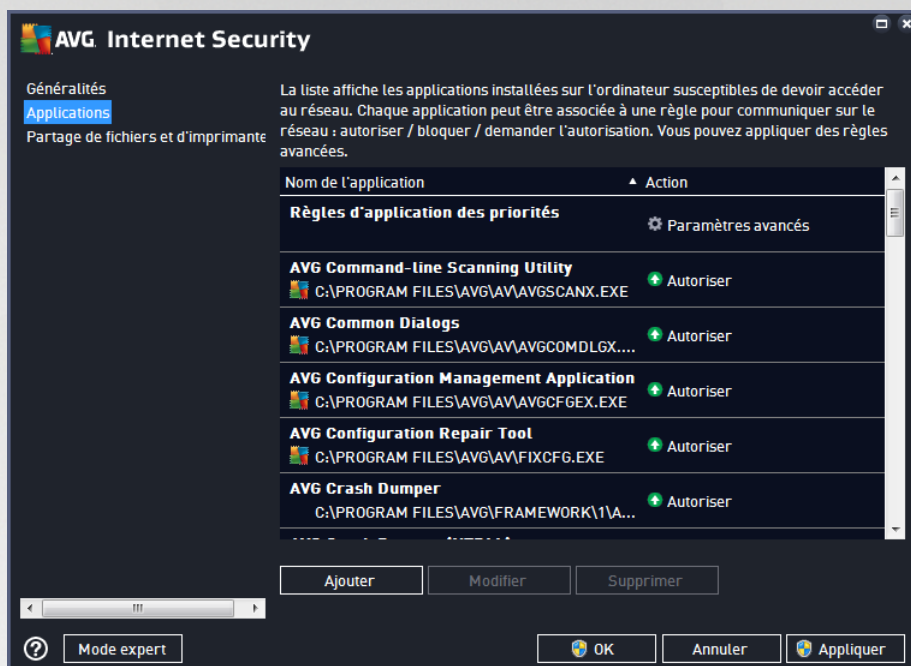 AVG Internet Security
Généralités
Applications
Partage de fichiers et d'imprimante
La liste affiche les applications installées sur l'ordinateur susceptibles de devoir accéder
au réseau. Chaque application peut être associée à une règle pour communiquer sur le
réseau : autoriser / bloquer / demander l'autorisation. Vous pouvez appliquer des règles
avancées.
Nom de l'application Action
Règles d'application des priorités
Paramètres avancés
AVG Command-line Scanning Utility
C:\PROGRAM FILES\AVG\AV\AVGSCANX.EXE
Autoriser
AVG Common Dialogs
C:\PROGRAM FILES\AVG\AV\AVGCOMDLGX....
Autoriser
AVG Configuration Management Application
C:\PROGRAM FILES\AVG\AV\AVGCFGEX.EXE
Autoriser
AVG Configuration Repair Tool
C:\PROGRAM FILES\AVG\AV\FIXCFG.EXE
Autoriser
AVG Crash Dumper
C:\PROGRAM FILES\AVG\FRAMEWORK\1\A...
Autoriser
Ajouter Modifier Supprimer
Mode expert OK Annuler Appliquer